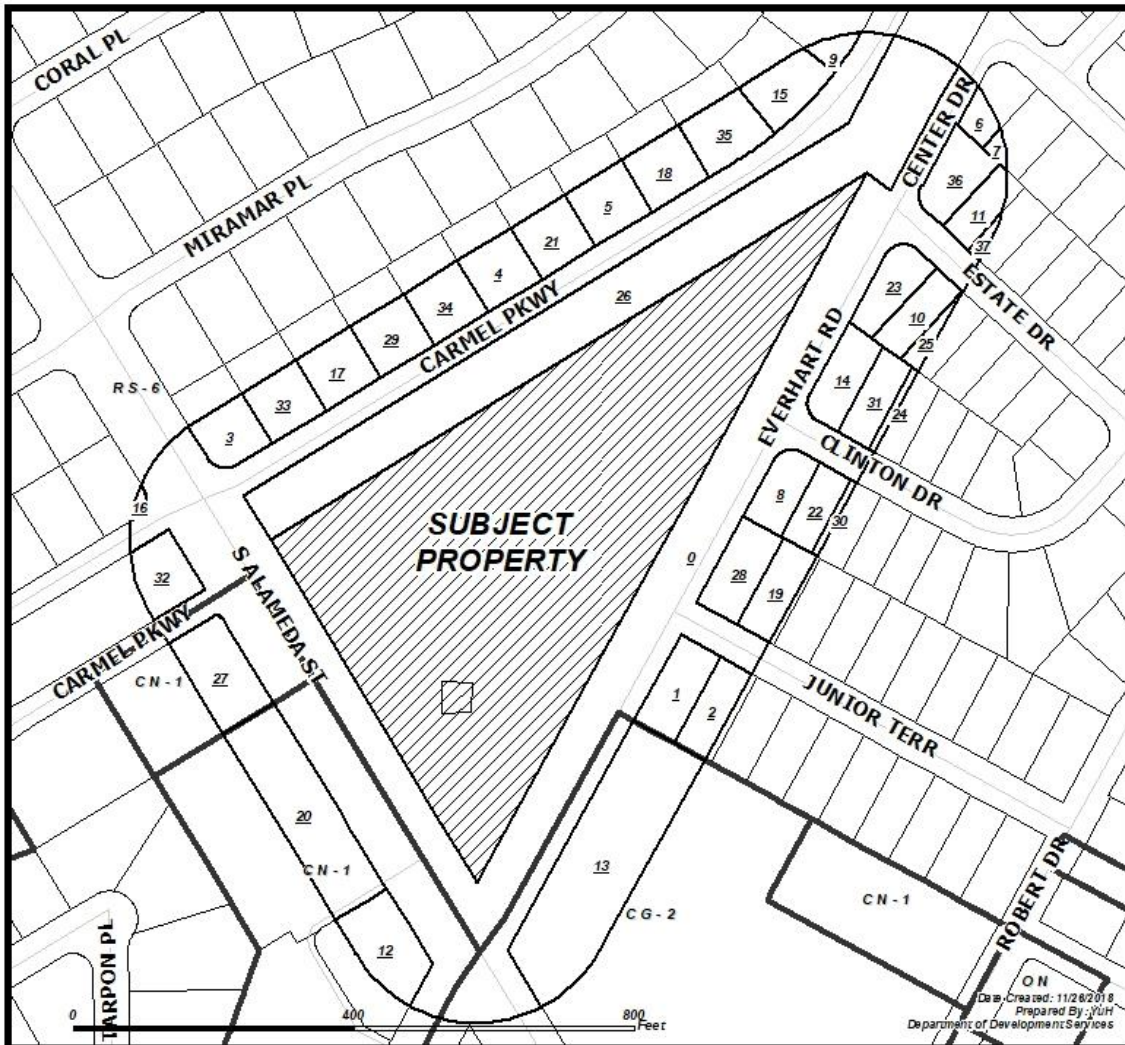 CORAL PL
MIRAMAR PL
CENTER DR
9
15
6
35
7
18
36
5
11
21
37
ESTATE DR
4
26
23
34
CARMEL PKWY
10
29
EVERHART RD
25
17
14
31
24
RS-6
33
CLINTON DR
3
8
22
30
16
SUBJECT
PROPERTY
32
S ALAMEDA ST
0
28
19
CARMEL PKWY
CN-1
27
JUNIOR TERR
1
2
20
13
CN-1
CN-1
CG-2
ROBERT DR
12
TARPON PL
ON
0
400
800
Feet
Date Created: 11/26/2018
Prepared By: YuH
Department of Development Services